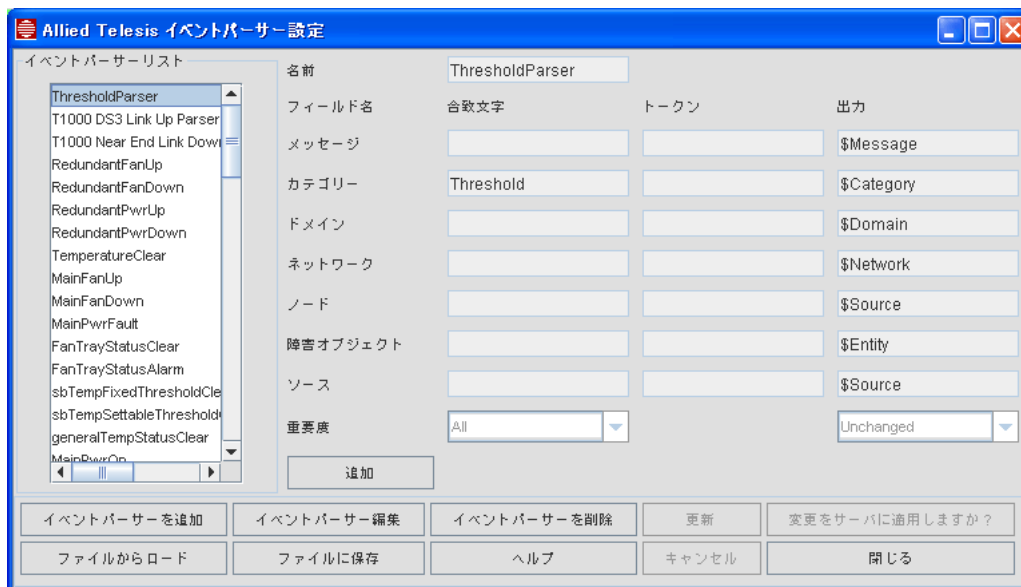 Allied Telesis イベントパーサー設定
イベントパーサーリスト
ThresholdParser
T1000 DS3 Link Up Parser
T1000 Near End Link Down
RedundantFanUp
RedundantFanDown
RedundantPwrUp
RedundantPwrDown
TemperatureClear
MainFanUp
MainFanDown
MainPwrFault
FanTrayStatusClear
FanTrayStatusAlarm
sbTempFixedThresholdCle
sbTempSettableThreshold
generalTempStatusClear
MainPwrOn
名前 ThresholdParser
フィールド名 合致文字 トークン 出力
メッセージ $Message
カテゴリー Threshold $Category
ドメイン $Domain
ネットワーク $Network
ノード $Source
障害オブジェクト $Entity
ソース $Source
重要度 All Unchanged
追加
イベントパーサーを追加 イベントパーサー編集 イベントパーサーを削除 更新 変更をサーバに適用しますか?
ファイルからロード ファイルに保存 ヘルプ キャンセル 閉じる